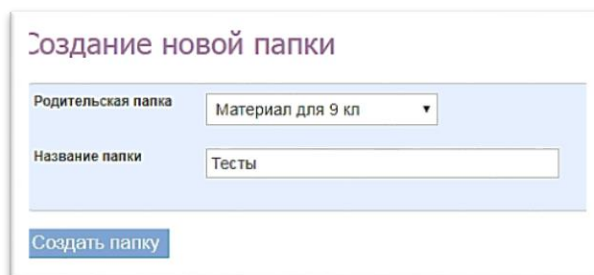 Создание новой папки
Родительская папка
Материал для 9 кл
Название папки
Тесты
Создать папку